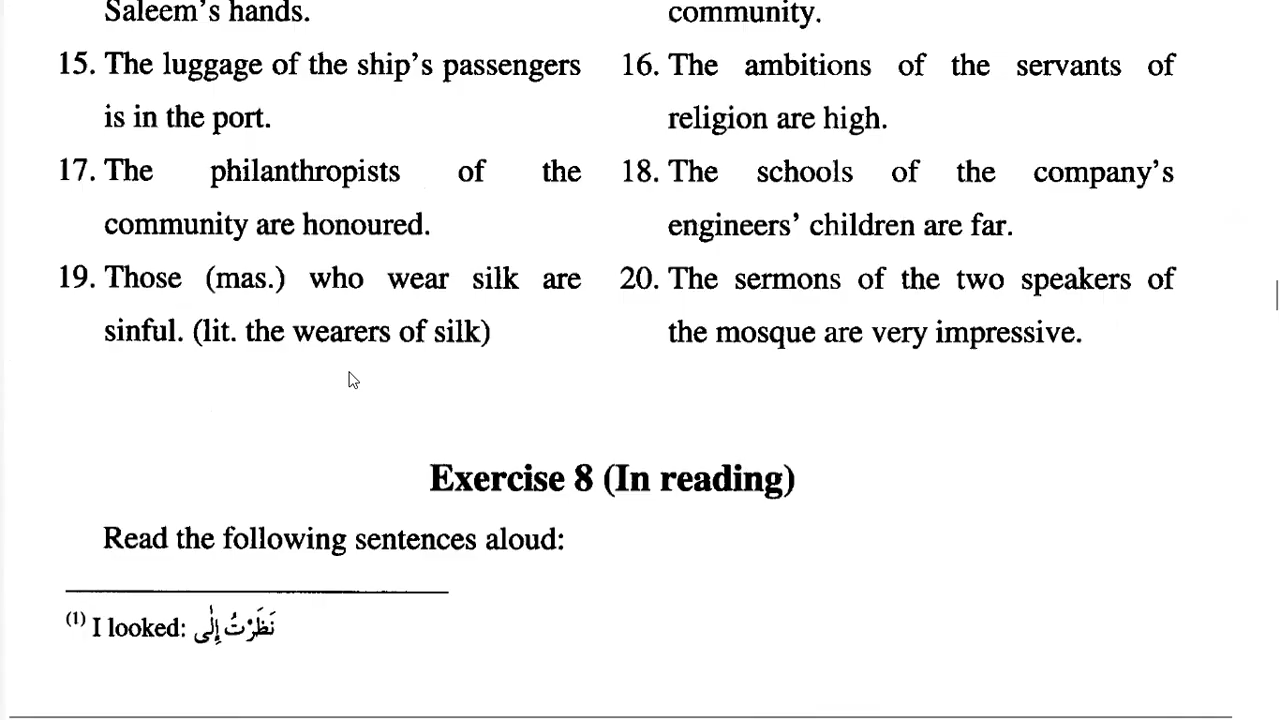 Saleem's hands.
community.
15. The luggage of the ship's passengers
is in the port.
16. The ambitions of the servants of
religion are high.
17. The philanthropists of the
community are honoured.
18. The schools of the company's
engineers' children are far.
19. Those (mas.) who wear silk are
sinful. (lit. the wearers of silk)
20. The sermons of the two speakers of
the mosque are very impressive.
Exercise 8 (In reading)
Read the following sentences aloud:
(1) I looked: نَظَرْتُ إِلٰى